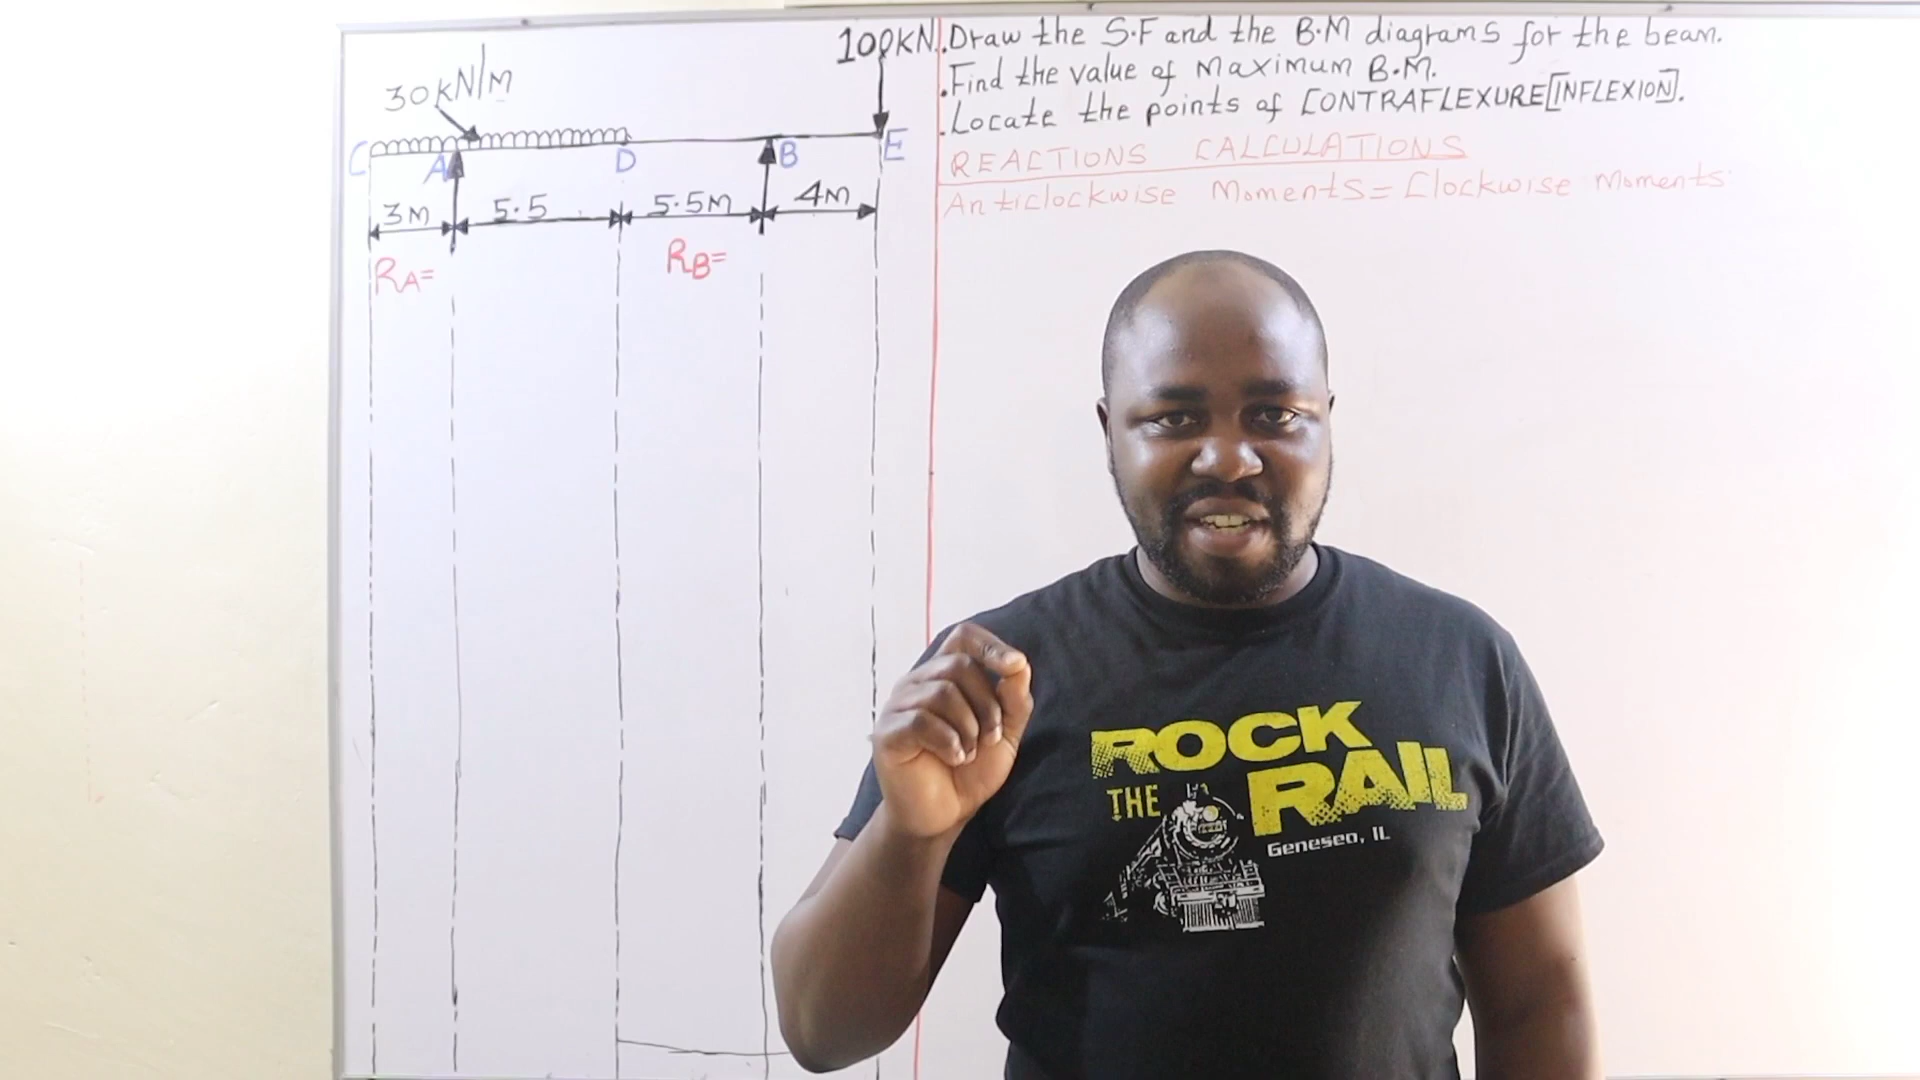 100KN
30kN/m
C
A
D
B
E
3M
5.5
5.5M
4M
RA=
RB=
.Draw the S.F and the B.M diagrams for the beam.
.Find the value of maximum B.M.
.Locate the points of CONTRAFLEXURE[INFLEXION].
REACTIONS CALCULATIONS
Anticlockwise Moments = Clockwise Moments
ROCK
THE RAIL
Geneseo, IL